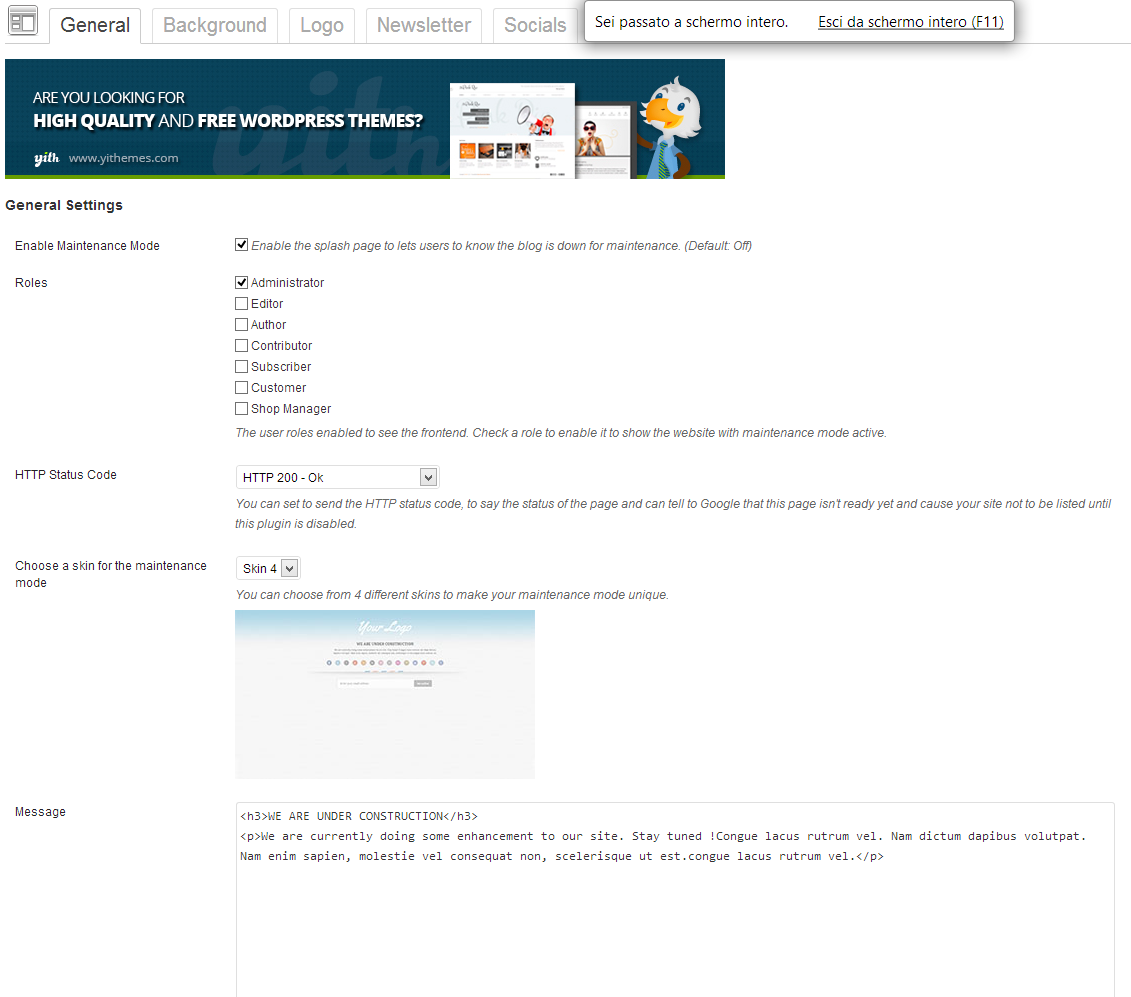 General
Background
Logo
Newsletter
Socials
Sei passato a schermo intero. Esci da schermo intero (F11)
ARE YOU LOOKING FOR
HIGH QUALITY AND FREE WORDPRESS THEMES?
yith www.yithemes.com
General Settings
Enable Maintenance Mode
Enable the splash page to lets users to know the blog is down for maintenance. (Default: Off)
Roles
Administrator
Editor
Author
Contributor
Subscriber
Customer
Shop Manager
The user roles enabled to see the frontend. Check a role to enable it to show the website with maintenance mode active.
HTTP Status Code
HTTP 200 - Ok
You can set to send the HTTP status code, to say the status of the page and can tell to Google that this page isn't ready yet and cause your site not to be listed until
this plugin is disabled.
Choose a skin for the maintenance
mode
Skin 4
You can choose from 4 different skins to make your maintenance mode unique.
Your Logo
WE ARE UNDER CONSTRUCTION
Message
<h3>WE ARE UNDER CONSTRUCTION</h3>
<p>We are currently doing some enhancement to our site. Stay tuned !Congue lacus rutrum vel. Nam dictum dapibus volutpat.
Nam enim sapien, molestie vel consequat non, scelerisque ut est.congue lacus rutrum vel.</p>